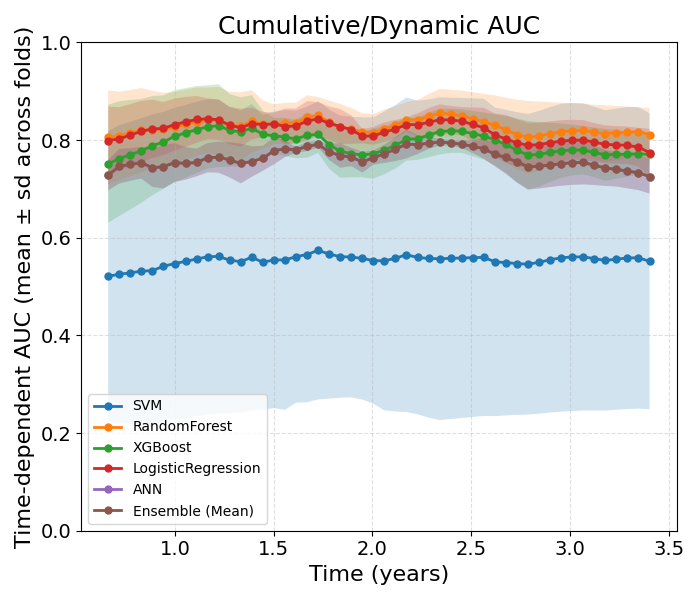 Cumulative/Dynamic AUC
Time-dependent AUC (mean ± sd across folds)
1.0
0.8
0.6
0.4
0.2
0.0
SVM
RandomForest
XGBoost
LogisticRegression
ANN
Ensemble (Mean)
1.0 1.5 2.0 2.5 3.0 3.5
Time (years)